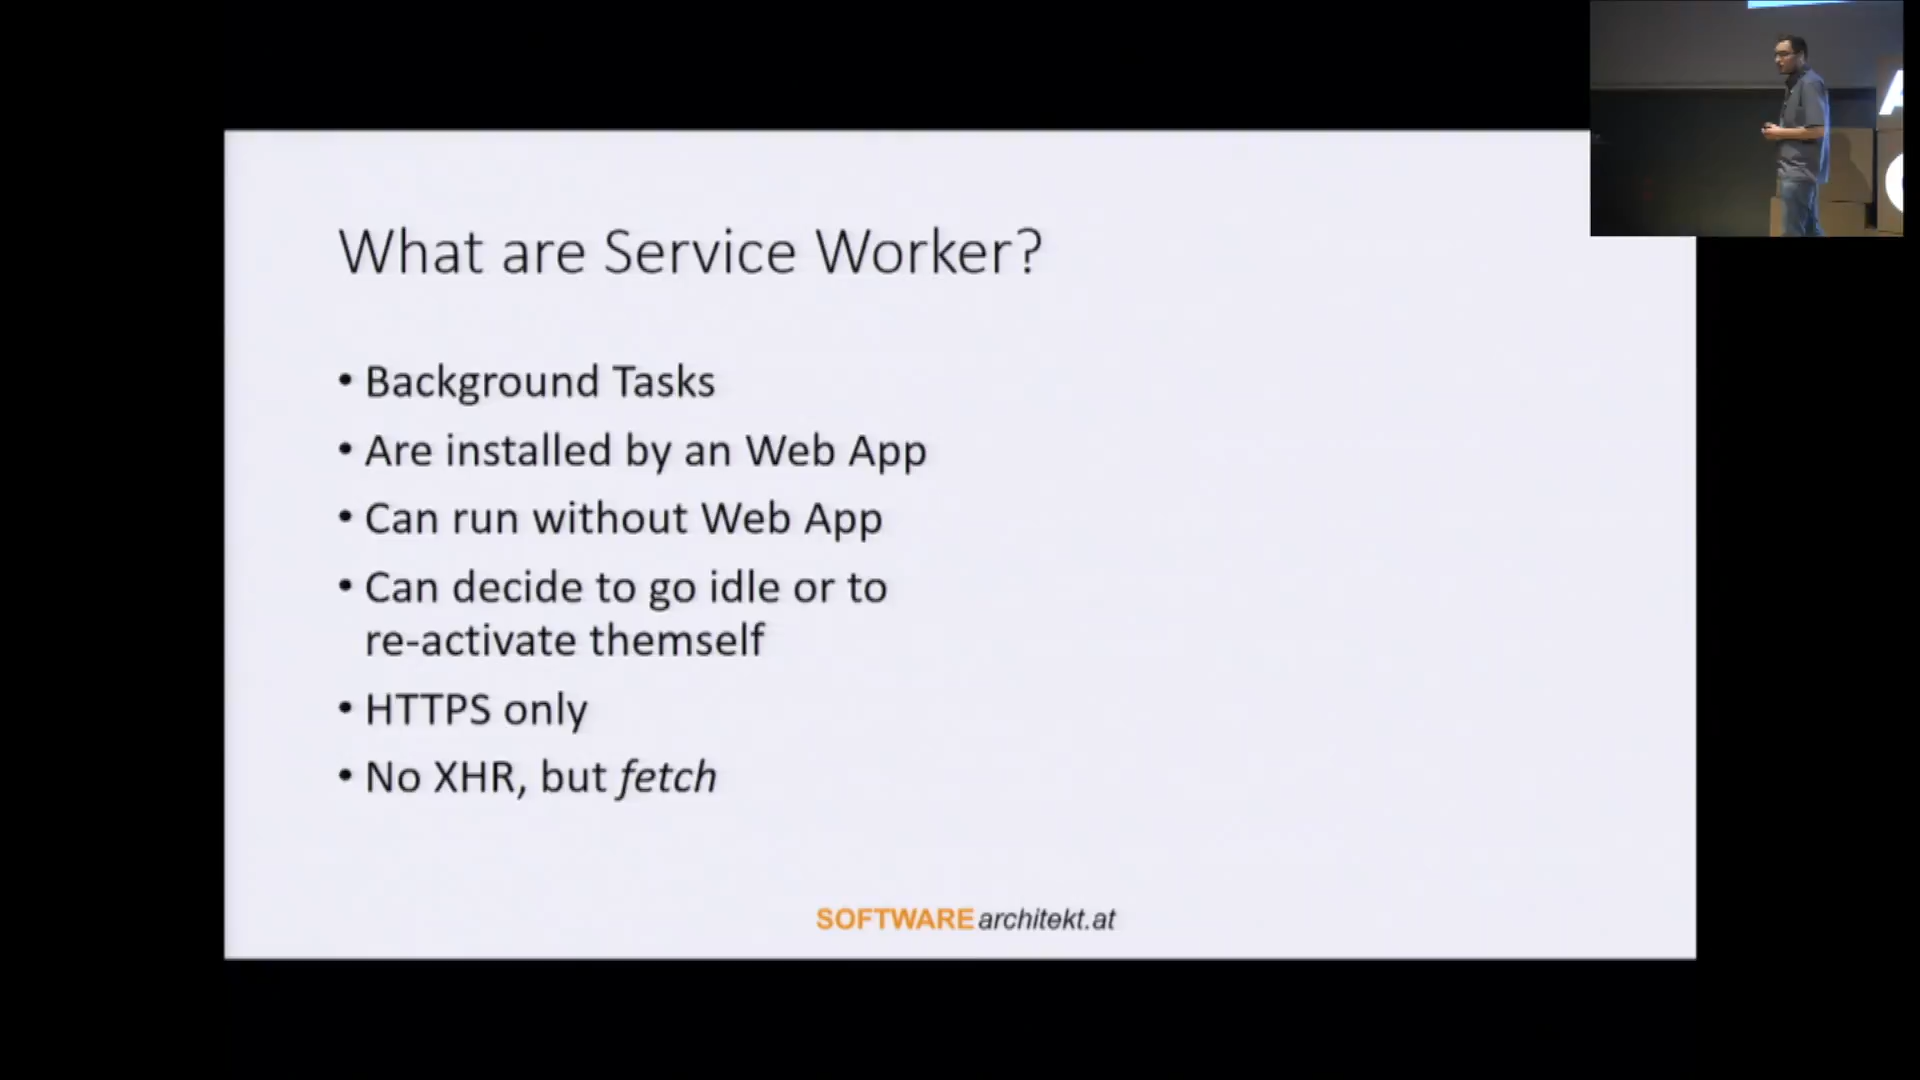 What are Service Worker?
• Background Tasks
• Are installed by an Web App
• Can run without Web App
• Can decide to go idle or to
re-activate themself
• HTTPS only
• No XHR, but fetch
SOFTWAREarchitekt.at